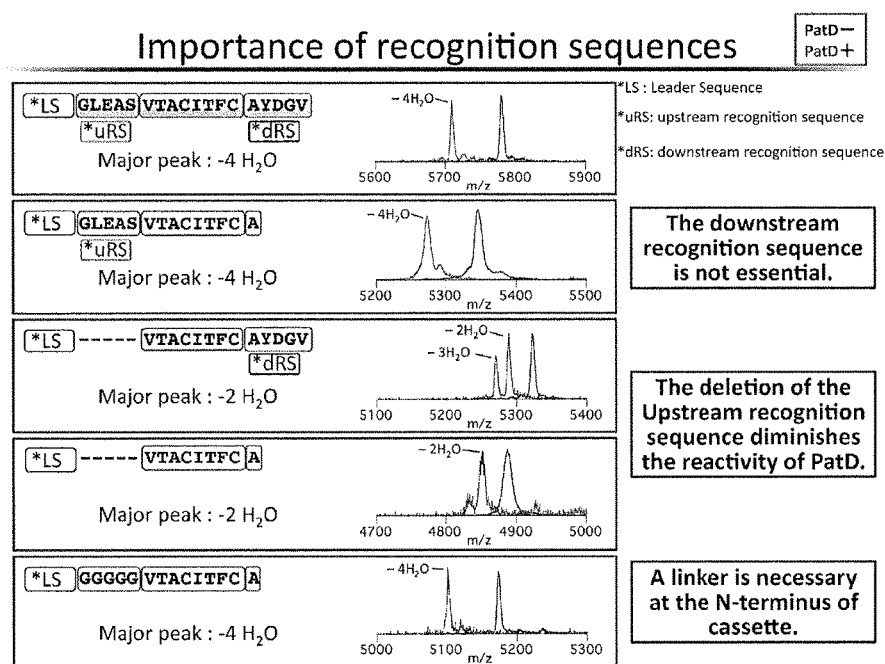 Importance of recognition sequences
PatD−
PatD+
*LS : Leader Sequence
*uRS: upstream recognition sequence
*dRS: downstream recognition sequence
*LS GLEAS VTACITFC AYDGV
*uRS *dRS
Major peak : -4 H2O
− 4H2O
5600 5700 5800 5900
m/z
*LS GLEAS VTACITFC A
*uRS
Major peak : -4 H2O
− 4H2O
5200 5300 5400 5500
m/z
The downstream
recognition sequence
is not essential.
*LS ----- VTACITFC AYDGV
*dRS
Major peak : -2 H2O
− 2H2O
− 3H2O
5100 5200 5300 5400
m/z
*LS ----- VTACITFC A
Major peak : -2 H2O
− 2H2O
4700 4800 4900 5000
m/z
The deletion of the
Upstream recognition
sequence diminishes
the reactivity of PatD.
*LS GGGGG VTACITFC A
Major peak : -4 H2O
− 4H2O
5000 5100 5200 5300
m/z
A linker is necessary
at the N-terminus of
cassette.